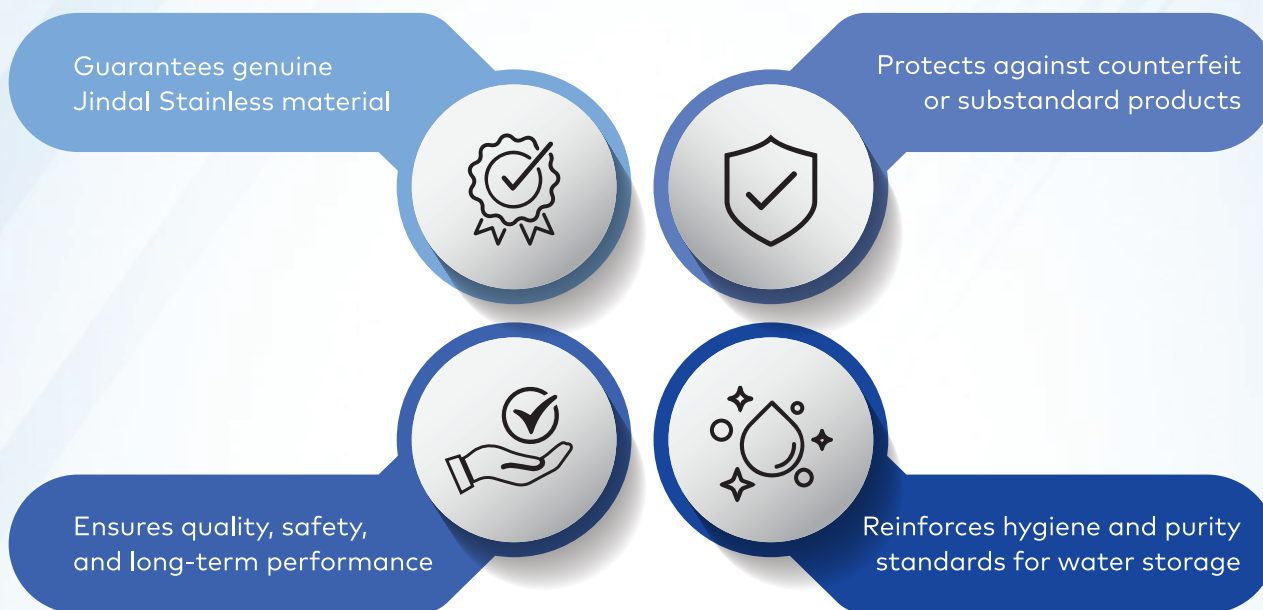 Guarantees genuine
Jindal Stainless material
Protects against counterfeit
or substandard products
Ensures quality, safety,
and long-term performance
Reinforces hygiene and purity
standards for water storage